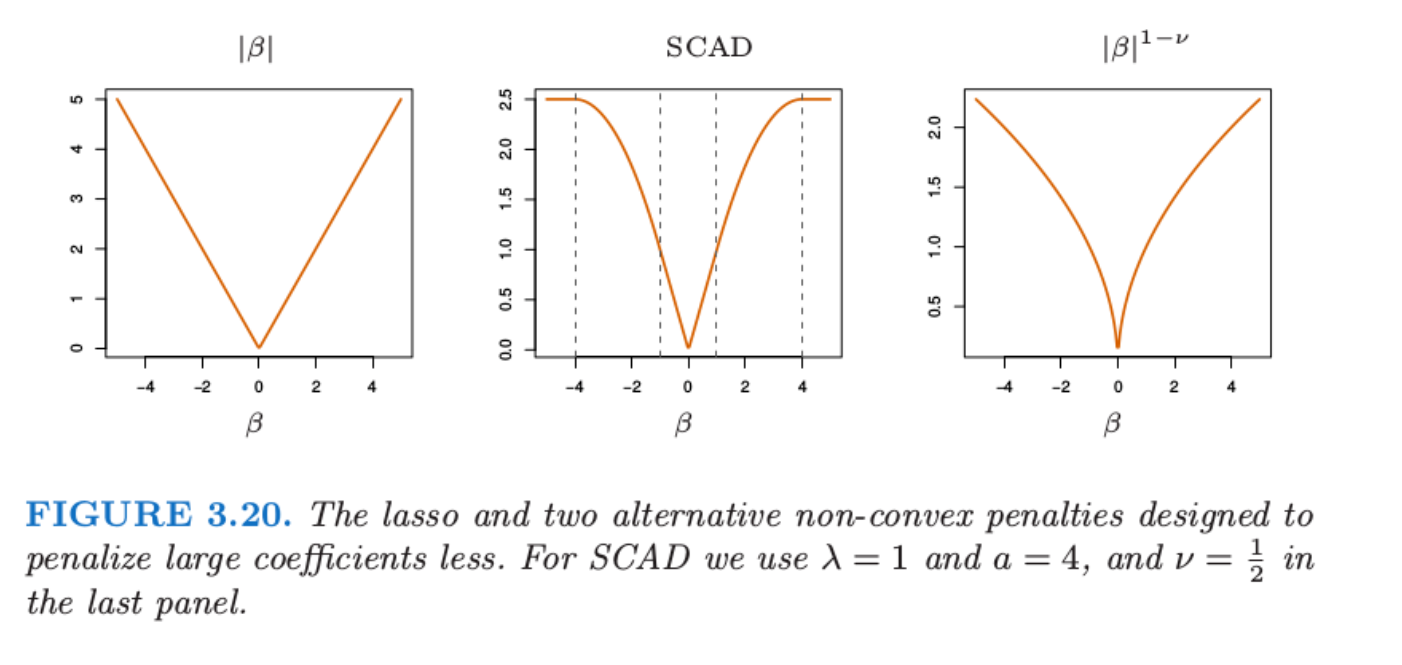 |β|
5
4
3
2
1
0
−4 −2 0 2 4
β
SCAD
2.5
2.0
1.5
1.0
0.5
0.0
−4 −2 0 2 4
β
|β|^{1−ν}
2.0
1.5
1.0
0.5
−4 −2 0 2 4
β
FIGURE 3.20. The lasso and two alternative non-convex penalties designed to
penalize large coefficients less. For SCAD we use λ = 1 and a = 4, and ν = 1/2 in
the last panel.